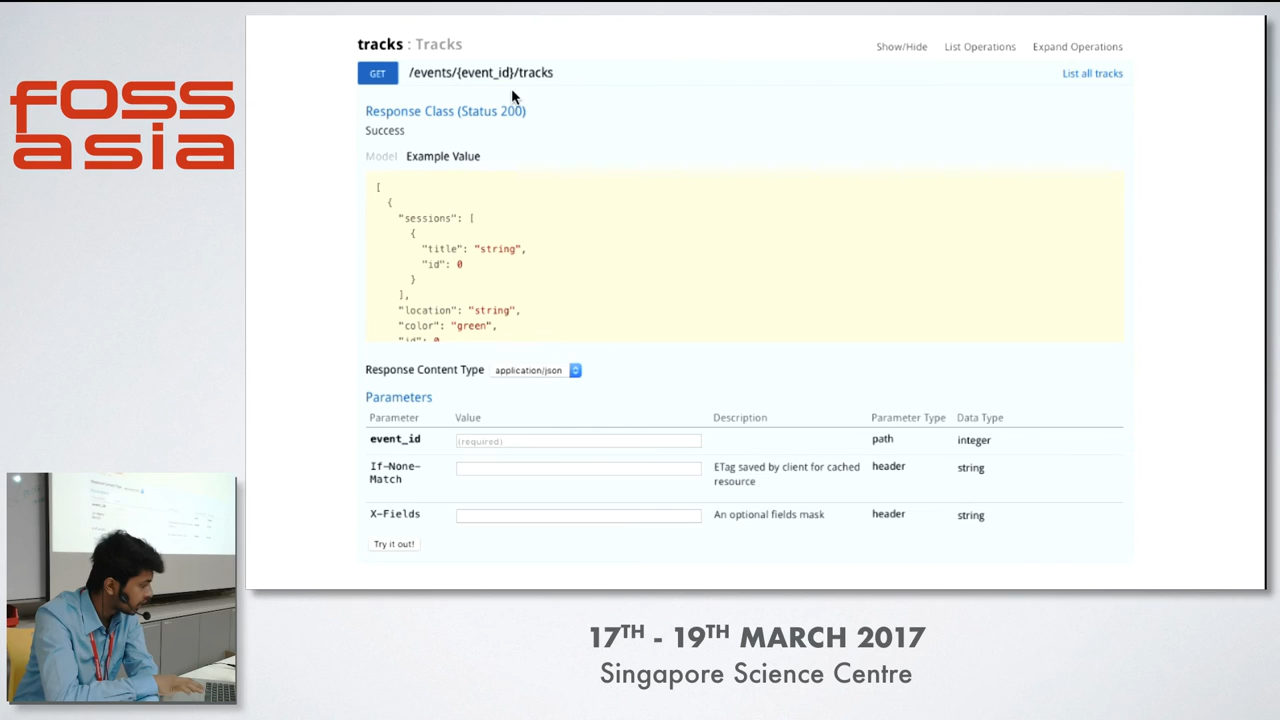 foss
asia
tracks : Tracks
Show/Hide List Operations Expand Operations
GET /events/{event_id}/tracks List all tracks
Response Class (Status 200)
Success
Model Example Value
[
{
"sessions": [
{
"title": "string",
"id": 0
}
],
"location": "string",
"color": "green",
"id": 0
Response Content Type application/json
Parameters
Parameter Value Description Parameter Type Data Type
event_id (required) path integer
If-None-Match ETag saved by client for cached resource header string
X-Fields An optional fields mask header string
Try it out!
17TH - 19TH MARCH 2017
Singapore Science Centre